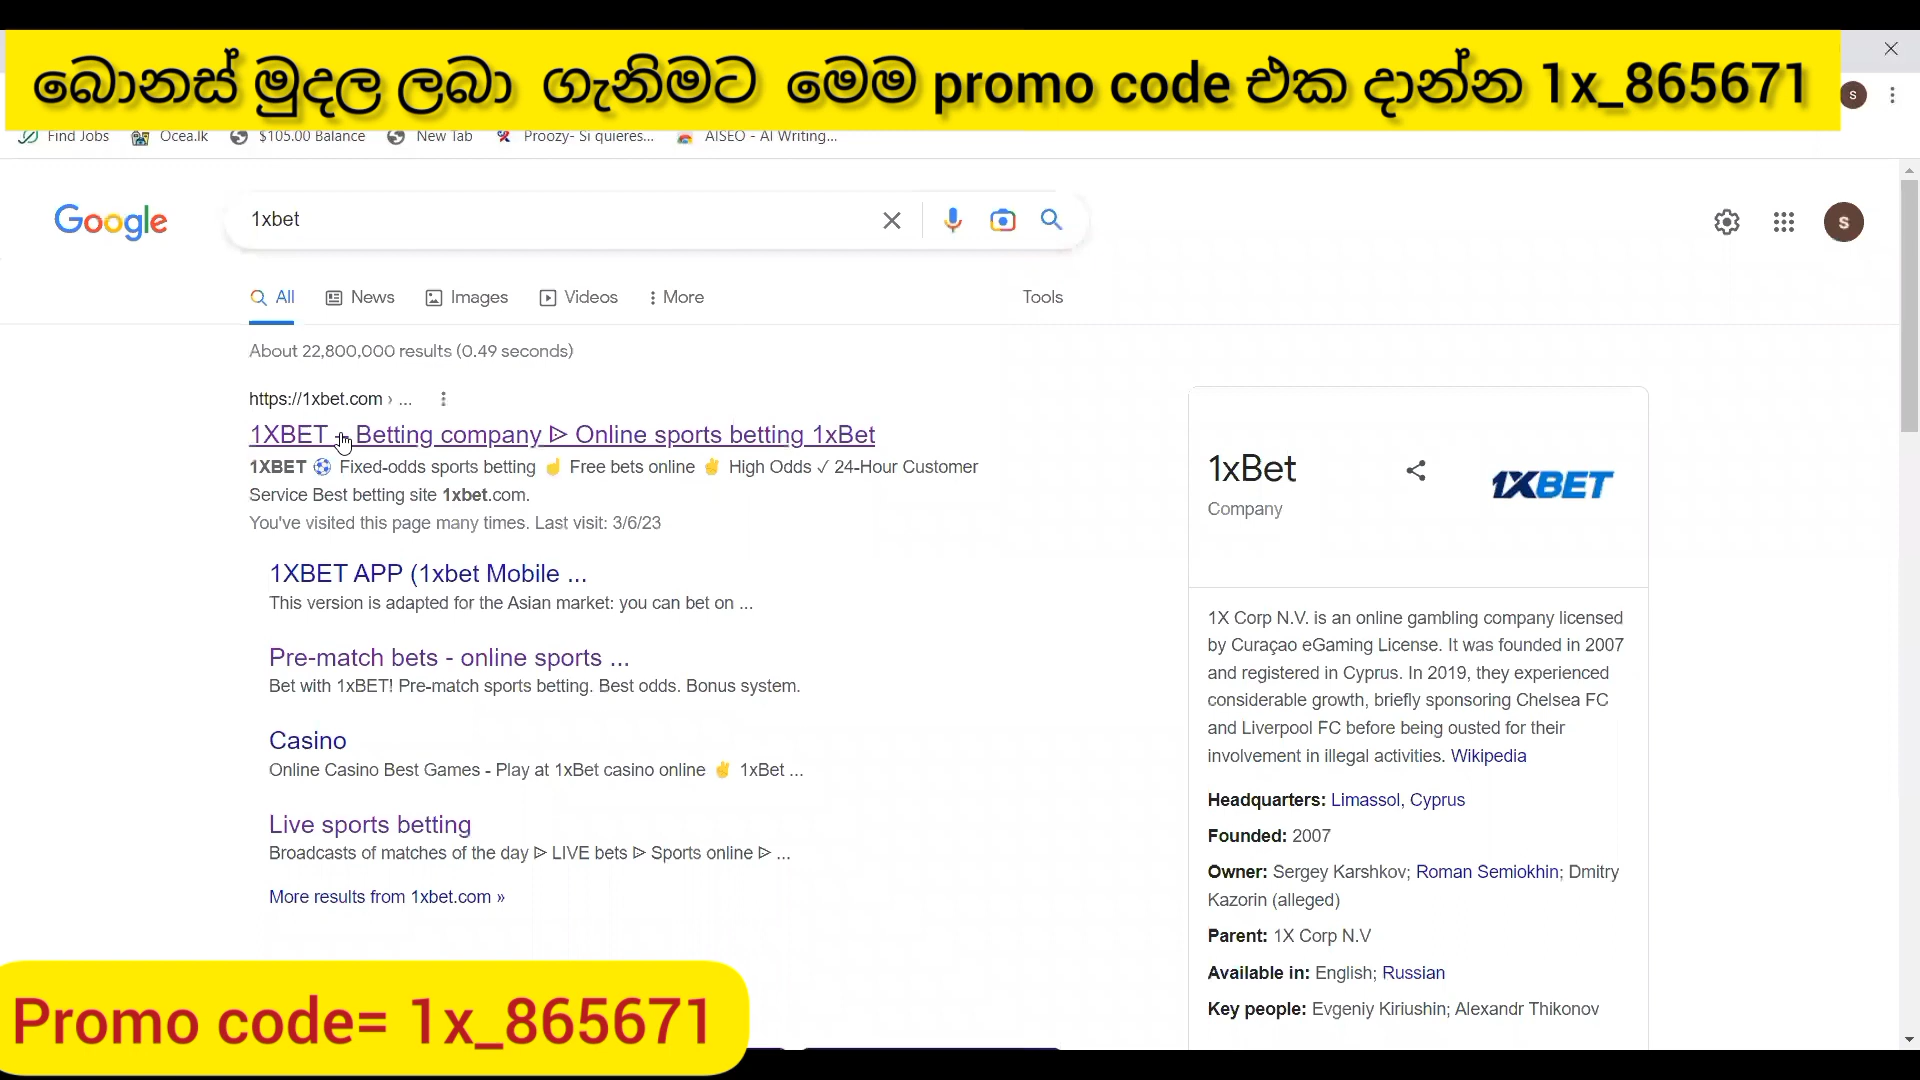 බොනස් මුදල ලබා ගැනිමට මෙම promo code එක දාන්න 1x_865671
S
Find Jobs Ocea.lk $105.00 Balance New Tab Proozy- Si quieres... AISEO - AI Writing...
Google 1xbet S
All News Images Videos More Tools
About 22,800,000 results (0.49 seconds)
https://1xbet.com › ...
1XBET - Betting company ᐉ Online sports betting 1xBet
1XBET ⚽ Fixed-odds sports betting ☝ Free bets online ✌ High Odds ✓ 24-Hour Customer
Service Best betting site 1xbet.com.
You've visited this page many times. Last visit: 3/6/23
1XBET APP (1xbet Mobile ...
This version is adapted for the Asian market: you can bet on ...
Pre-match bets - online sports ...
Bet with 1xBET! Pre-match sports betting. Best odds. Bonus system.
Casino
Online Casino Best Games - Play at 1xBet casino online ✌ 1xBet ...
Live sports betting
Broadcasts of matches of the day ᐉ LIVE bets ᐉ Sports online ᐉ ...
More results from 1xbet.com »
1xBet
1XBET
Company
1X Corp N.V. is an online gambling company licensed
by Curaçao eGaming License. It was founded in 2007
and registered in Cyprus. In 2019, they experienced
considerable growth, briefly sponsoring Chelsea FC
and Liverpool FC before being ousted for their
involvement in illegal activities. Wikipedia
Headquarters: Limassol, Cyprus
Founded: 2007
Owner: Sergey Karshkov; Roman Semiokhin; Dmitry
Kazorin (alleged)
Parent: 1X Corp N.V
Available in: English; Russian
Key people: Evgeniy Kiriushin; Alexandr Thikonov
Promo code= 1x_865671